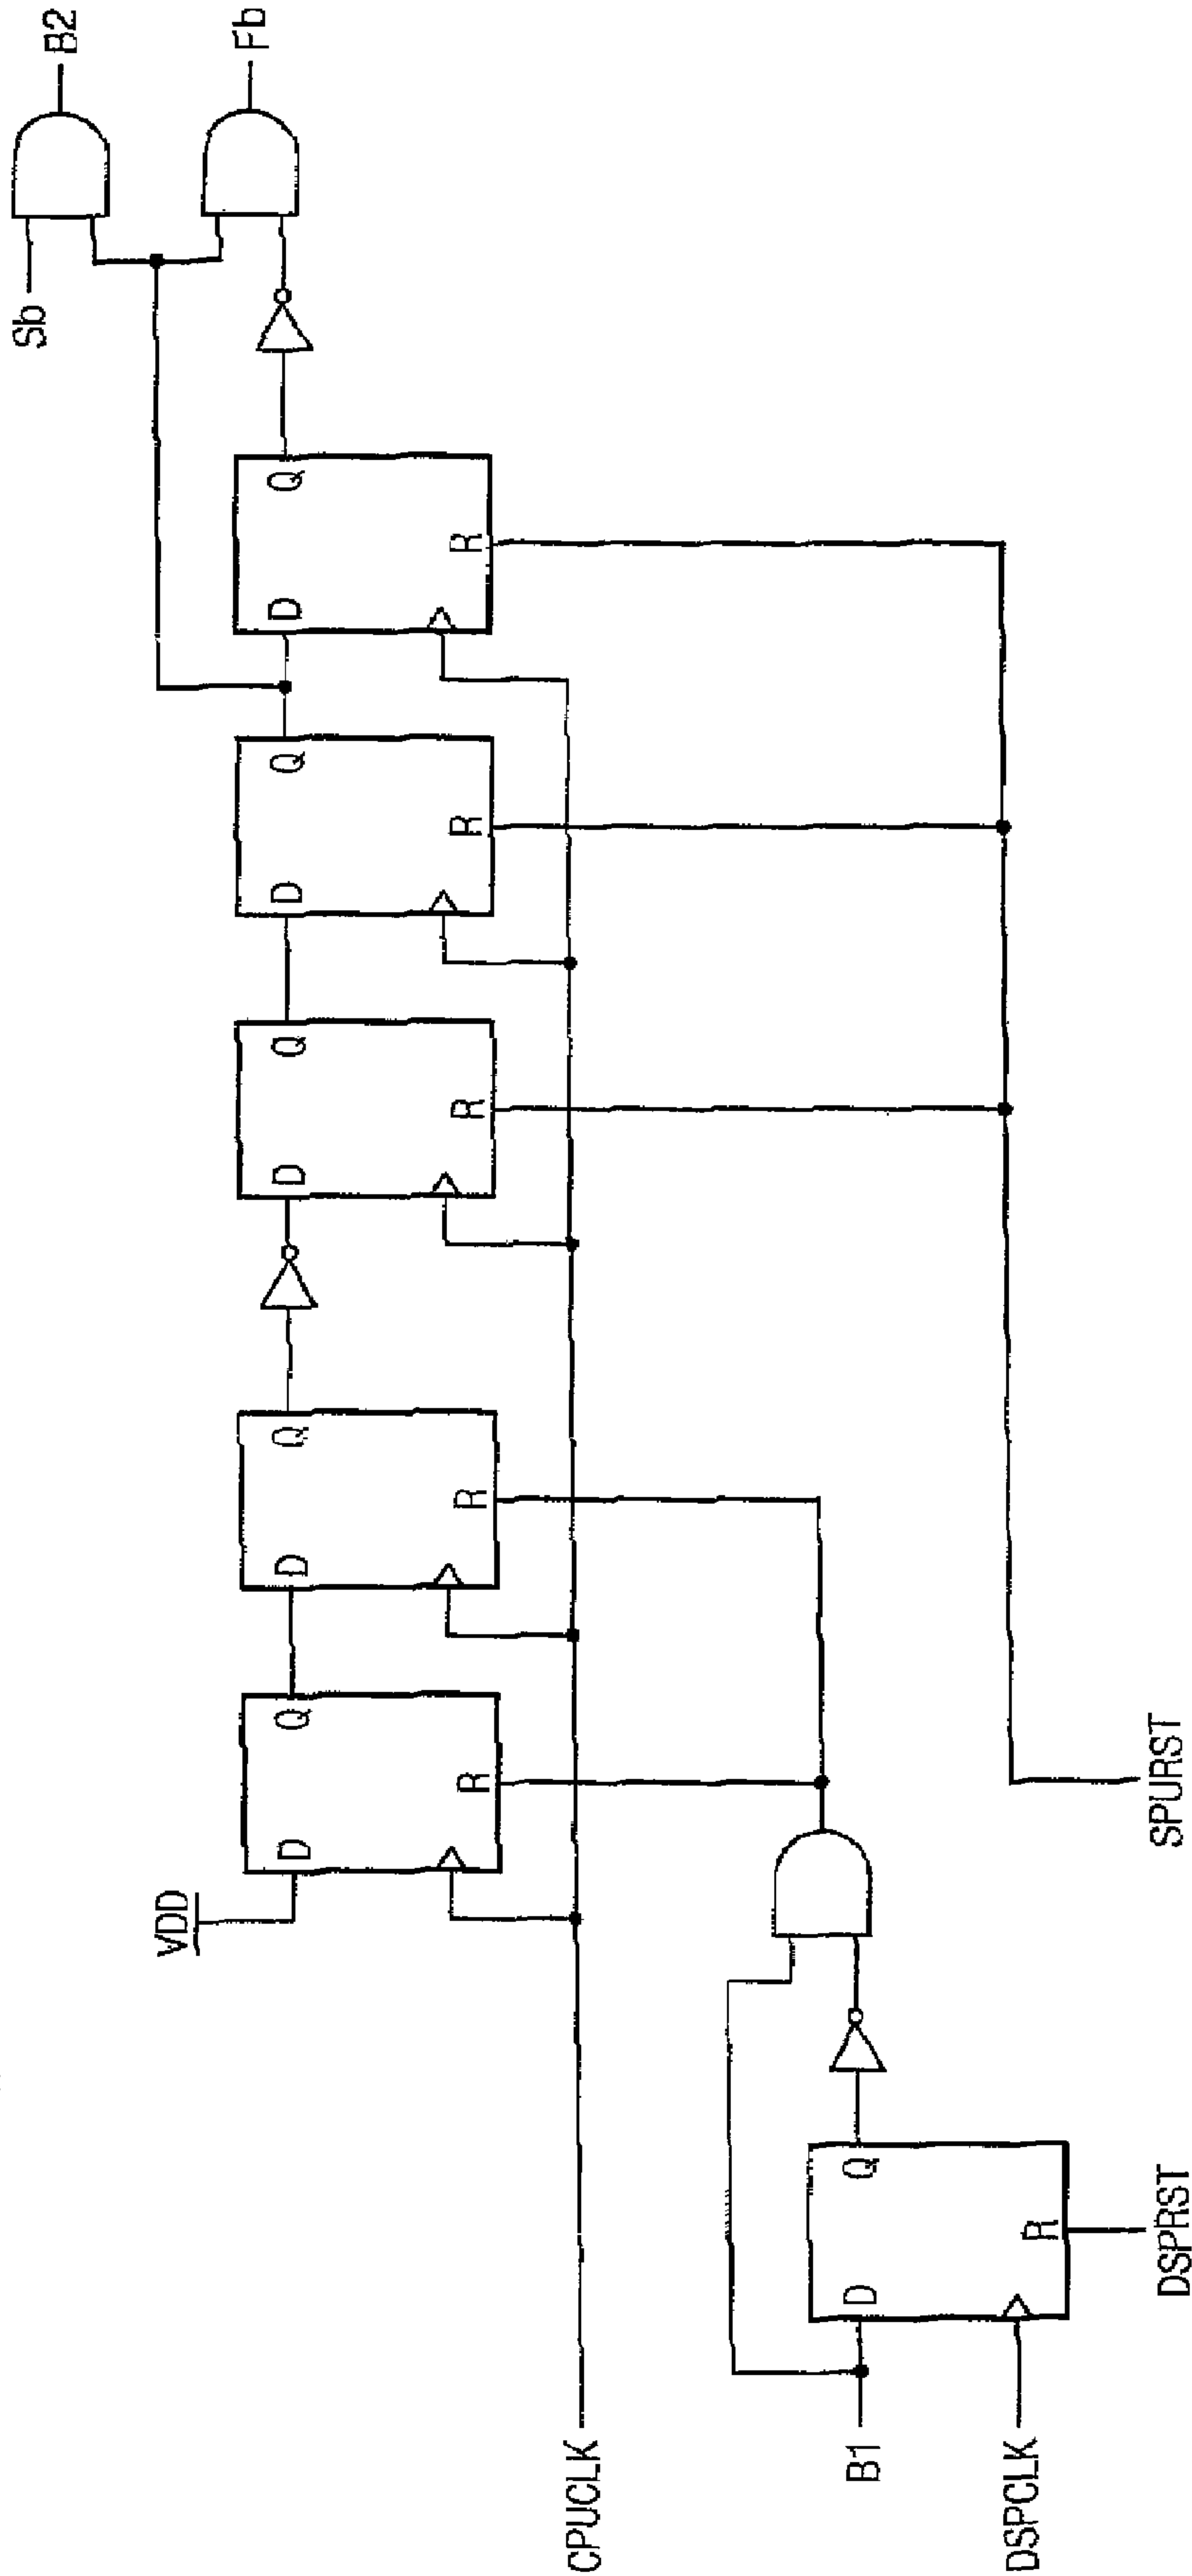 Sb
B2
VDD
Fb
D Q
D Q
D Q
D Q
D Q
R
R
R
R
R
CPUCLK
B1
D Q
DSPCLK
R
DSPRST
SPURST